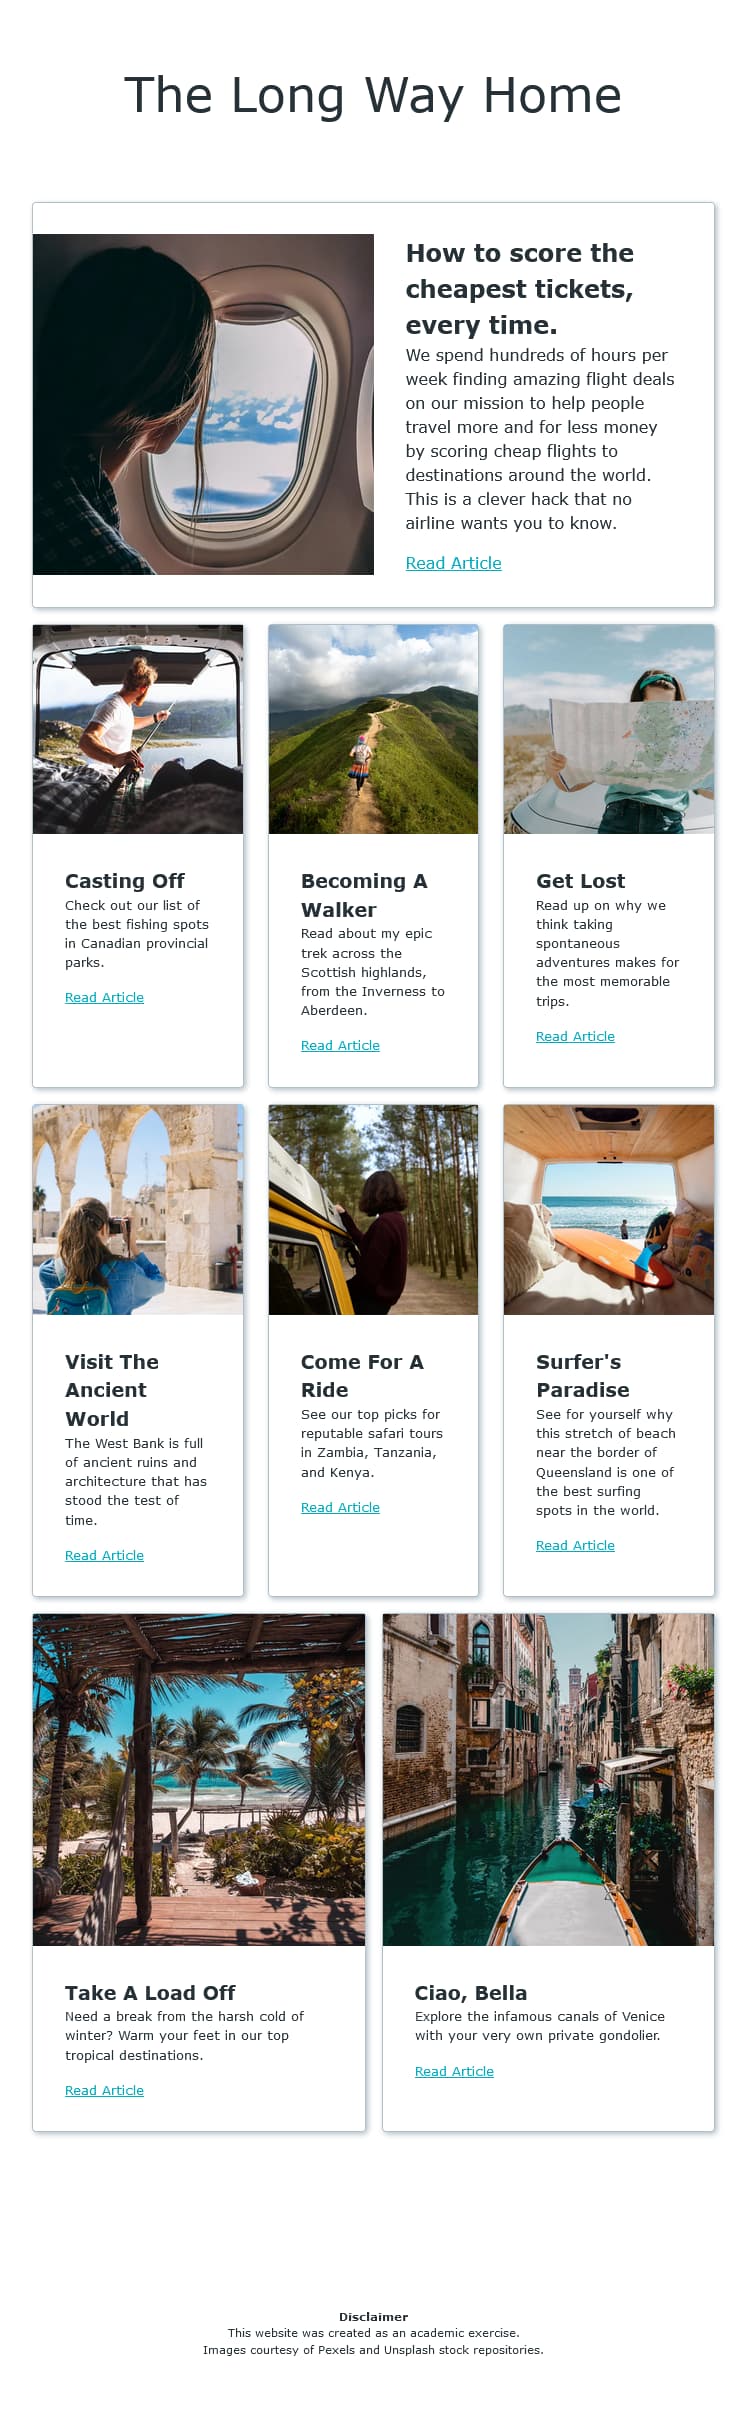 The Long Way Home
How to score the
cheapest tickets,
every time.
We spend hundreds of hours per
week finding amazing flight deals
on our mission to help people
travel more and for less money
by scoring cheap flights to
destinations around the world.
This is a clever hack that no
airline wants you to know.
Read Article
Casting Off
Check out our list of
the best fishing spots
in Canadian provincial
parks.
Read Article
Becoming A
Walker
Read about my epic
trek across the
Scottish highlands,
from the Inverness to
Aberdeen.
Read Article
Get Lost
Read up on why we
think taking
spontaneous
adventures makes for
the most memorable
trips.
Read Article
Visit The
Ancient
World
The West Bank is full
of ancient ruins and
architecture that has
stood the test of
time.
Read Article
Come For A
Ride
See our top picks for
reputable safari tours
in Zambia, Tanzania,
and Kenya.
Read Article
Surfer's
Paradise
See for yourself why
this stretch of beach
near the border of
Queensland is one of
the best surfing
spots in the world.
Read Article
Take A Load Off
Need a break from the harsh cold of
winter? Warm your feet in our top
tropical destinations.
Read Article
Ciao, Bella
Explore the infamous canals of Venice
with your very own private gondolier.
Read Article
Disclaimer
This website was created as an academic exercise.
Images courtesy of Pexels and Unsplash stock repositories.